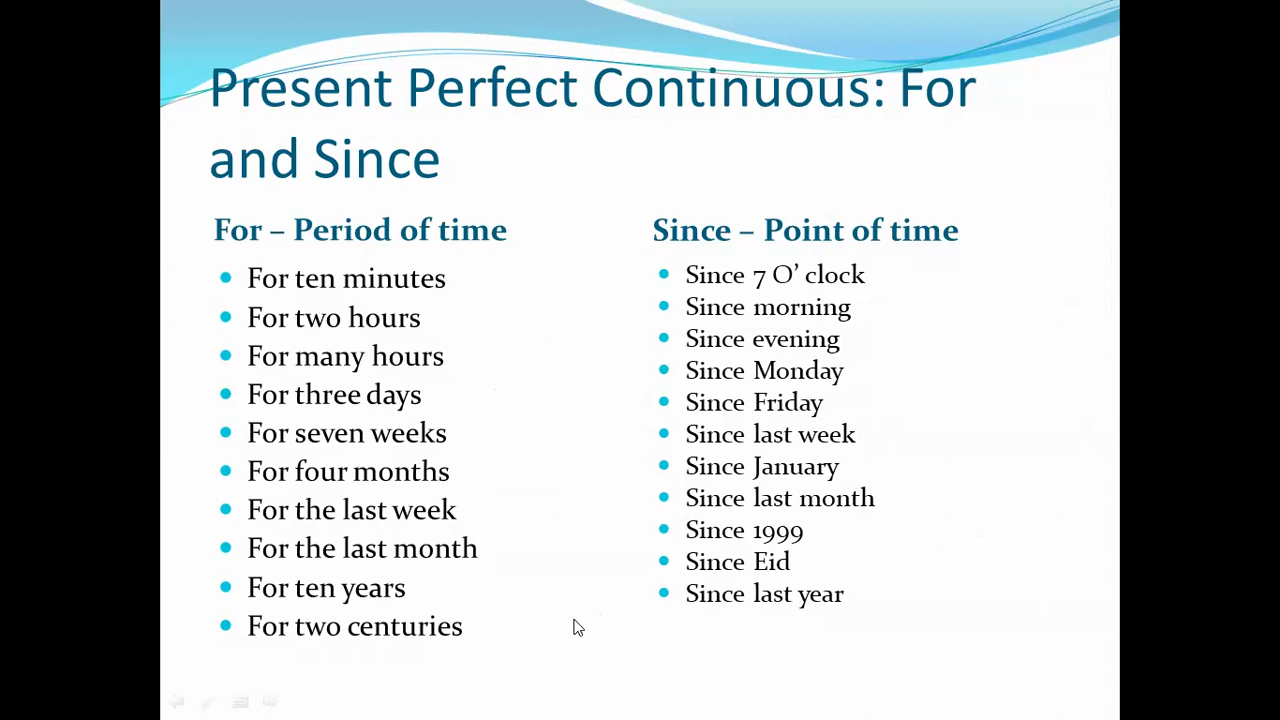 Present Perfect Continuous: For
and Since
For – Period of time
For ten minutes
For two hours
For many hours
For three days
For seven weeks
For four months
For the last week
For the last month
For ten years
For two centuries
Since – Point of time
Since 7 O’ clock
Since morning
Since evening
Since Monday
Since Friday
Since last week
Since January
Since last month
Since 1999
Since Eid
Since last year